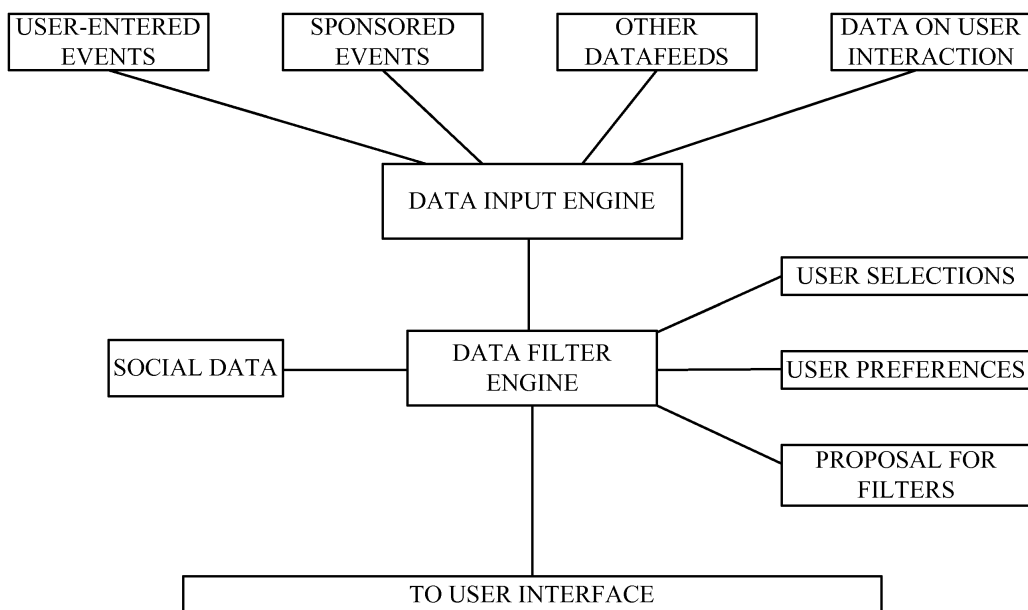 USER-ENTERED
EVENTS
SPONSORED
EVENTS
OTHER
DATAFEEDS
DATA ON USER
INTERACTION
DATA INPUT ENGINE
USER SELECTIONS
SOCIAL DATA
DATA FILTER
ENGINE
USER PREFERENCES
PROPOSAL FOR
FILTERS
TO USER INTERFACE